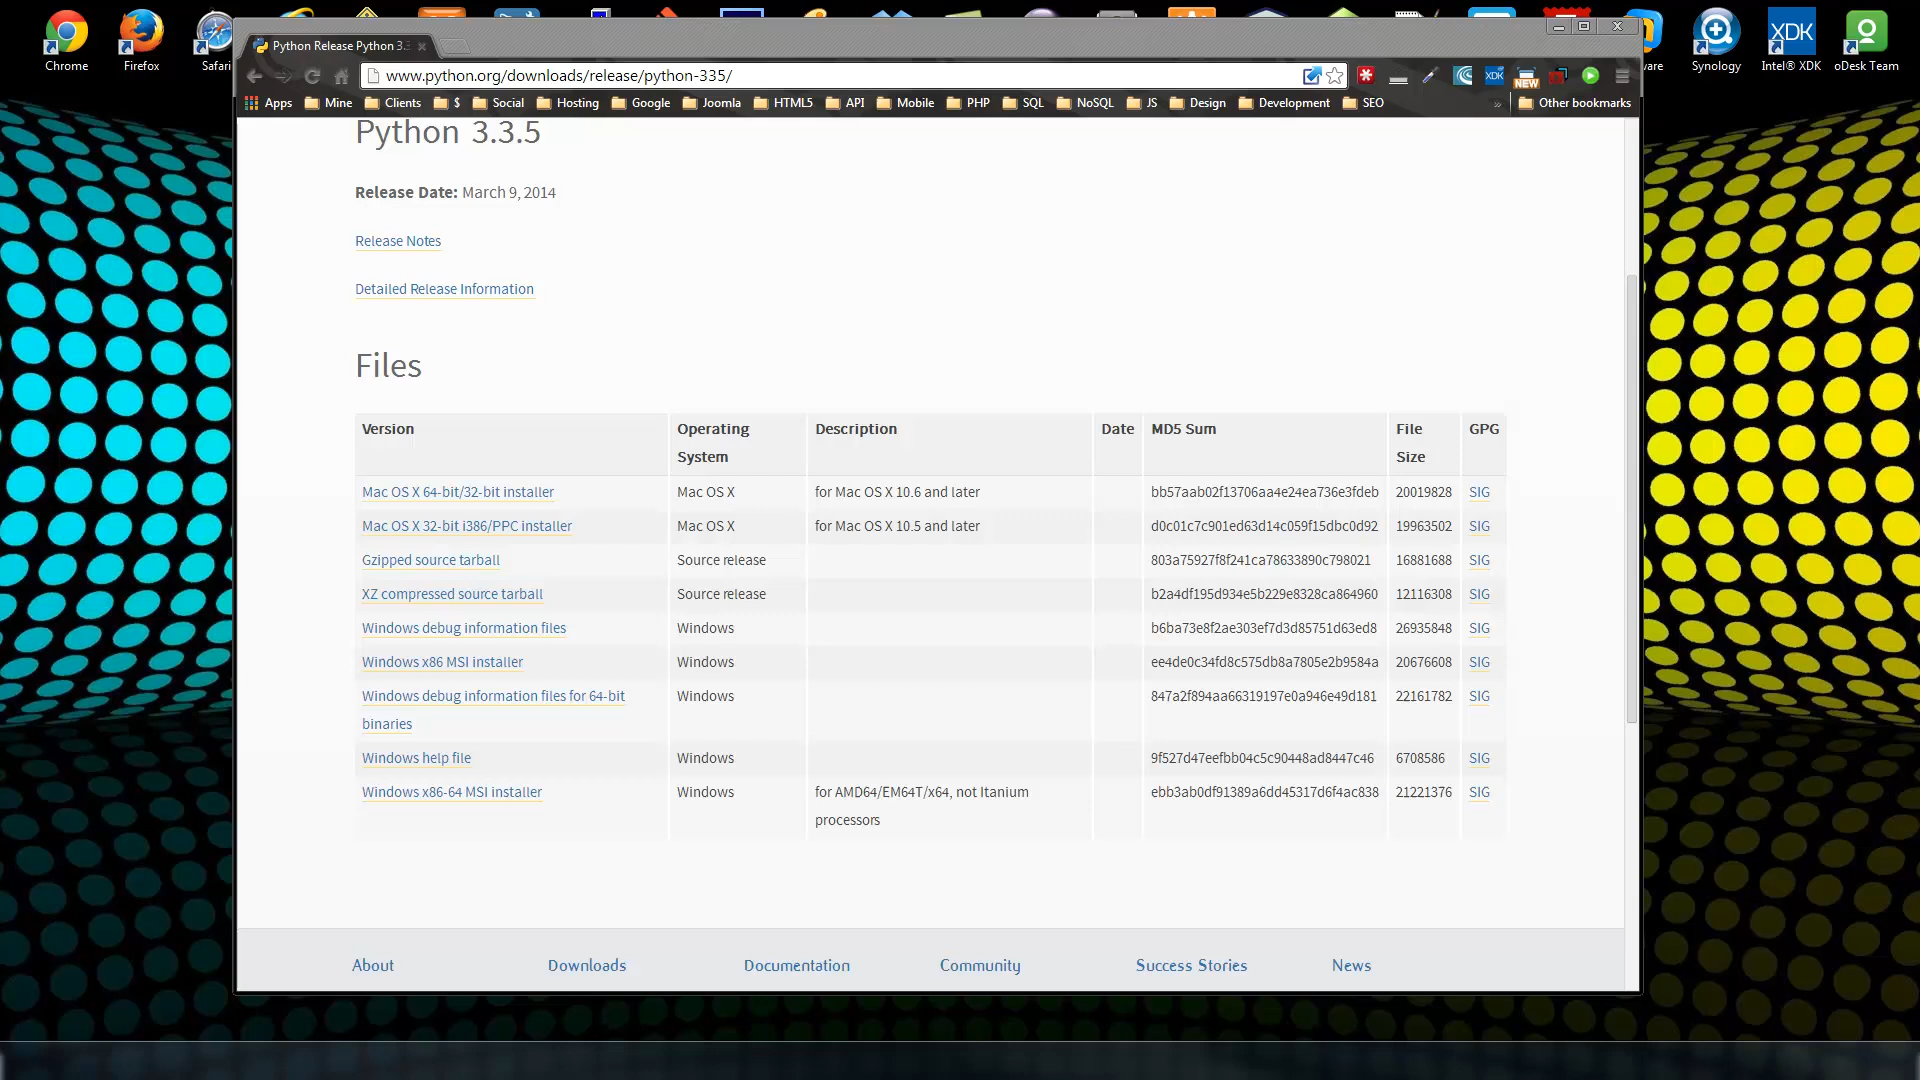 Chrome
Firefox
Safari
ware
Synology
Intel® XDK
oDesk Team
XDK
Python Release Python 3.3
www.python.org/downloads/release/python-335/
XDK
NEW
Apps Mine Clients $ Social Hosting Google Joomla HTML5 API Mobile PHP SQL NoSQL JS Design Development SEO » Other bookmarks
Python 3.3.5
Release Date: March 9, 2014
Release Notes
Detailed Release Information
Files
Version Operating System Description Date MD5 Sum File Size GPG
Mac OS X 64-bit/32-bit installer Mac OS X for Mac OS X 10.6 and later bb57aab02f13706aa4e24ea736e3fdeb 20019828 SIG
Mac OS X 32-bit i386/PPC installer Mac OS X for Mac OS X 10.5 and later d0c01c7c901ed63d14c059f15dbc0d92 19963502 SIG
Gzipped source tarball Source release 803a75927f8f241ca78633890c798021 16881688 SIG
XZ compressed source tarball Source release b2a4df195d934e5b229e8328ca864960 12116308 SIG
Windows debug information files Windows b6ba73e8f2ae303ef7d3d85751d63ed8 26935848 SIG
Windows x86 MSI installer Windows ee4de0c34fd8c575db8a7805e2b9584a 20676608 SIG
Windows debug information files for 64-bit Windows 847a2f894aa66319197e0a946e49d181 22161782 SIG
binaries
Windows help file Windows 9f527d47eefbb04c5c90448ad8447c46 6708586 SIG
Windows x86-64 MSI installer Windows for AMD64/EM64T/x64, not Itanium ebb3ab0df91389a6dd45317d6f4ac838 21221376 SIG
processors
About Downloads Documentation Community Success Stories News